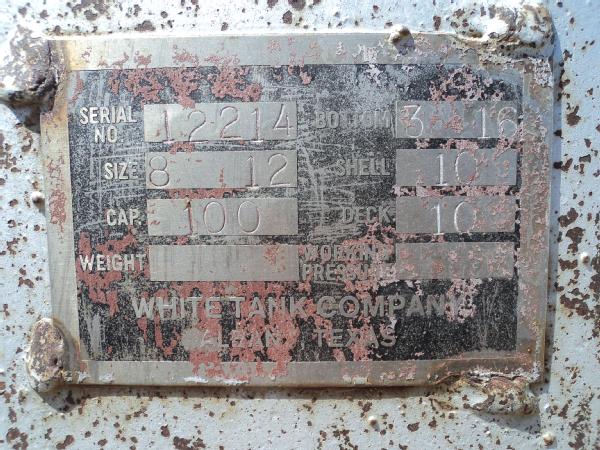 SERIAL NO. 12214 BOTTOM 3 16
SIZE 8 12 SHELL 10
CAP. 100 DECK 10
WEIGHT WORKING PRESSURE
WHITE TANK COMPANY
ALBANY, TEXAS